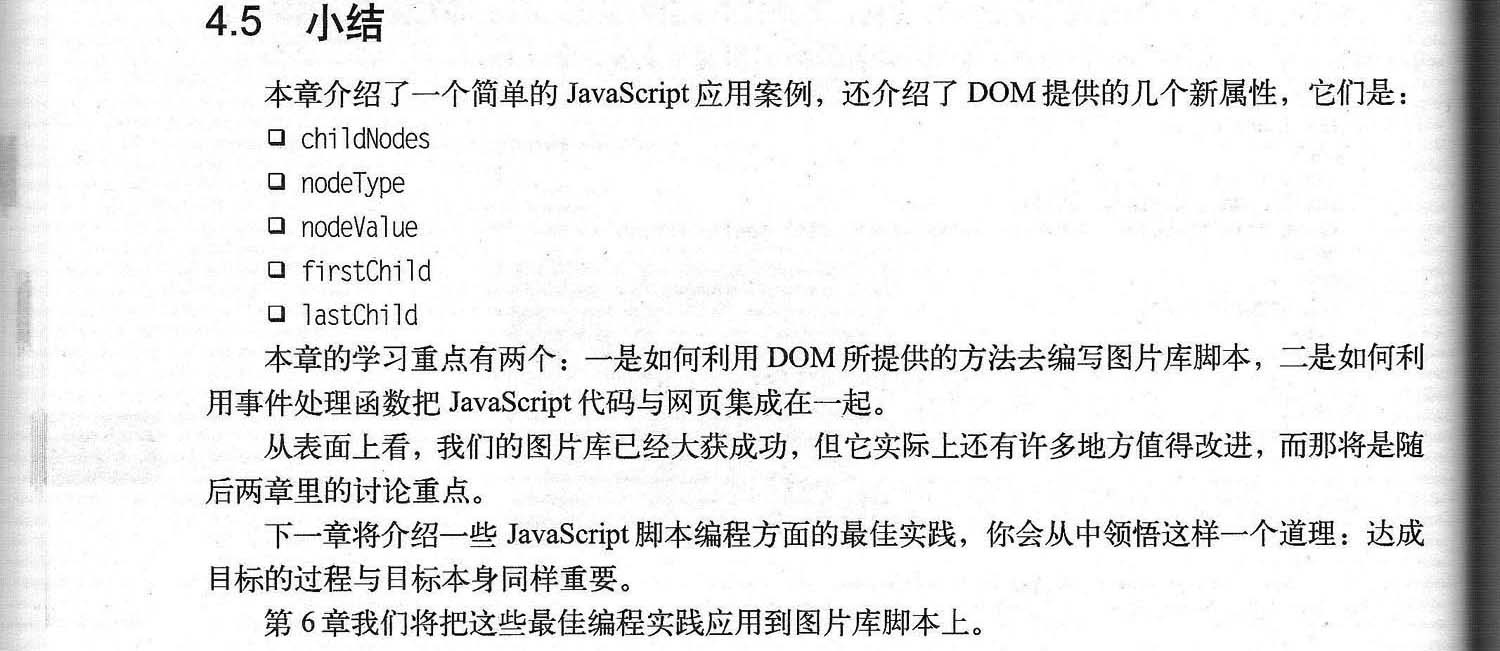 4.5 小结
本章介绍了一个简单的 JavaScript 应用案例，还介绍了 DOM 提供的几个新属性，它们是：
❑ childNodes
❑ nodeType
❑ nodeValue
❑ firstChild
❑ lastChild
本章的学习重点有两个：一是如何利用 DOM 所提供的方法去编写图片库脚本，二是如何利
用事件处理函数把 JavaScript 代码与网页集成在一起。
从表面上看，我们的图片库已经大获成功，但它实际上还有许多地方值得改进，而那将是随
后两章里的讨论重点。
下一章将介绍一些 JavaScript 脚本编程方面的最佳实践，你会从中领悟这样一个道理：达成
目标的过程与目标本身同样重要。
第 6 章我们将把这些最佳编程实践应用到图片库脚本上。